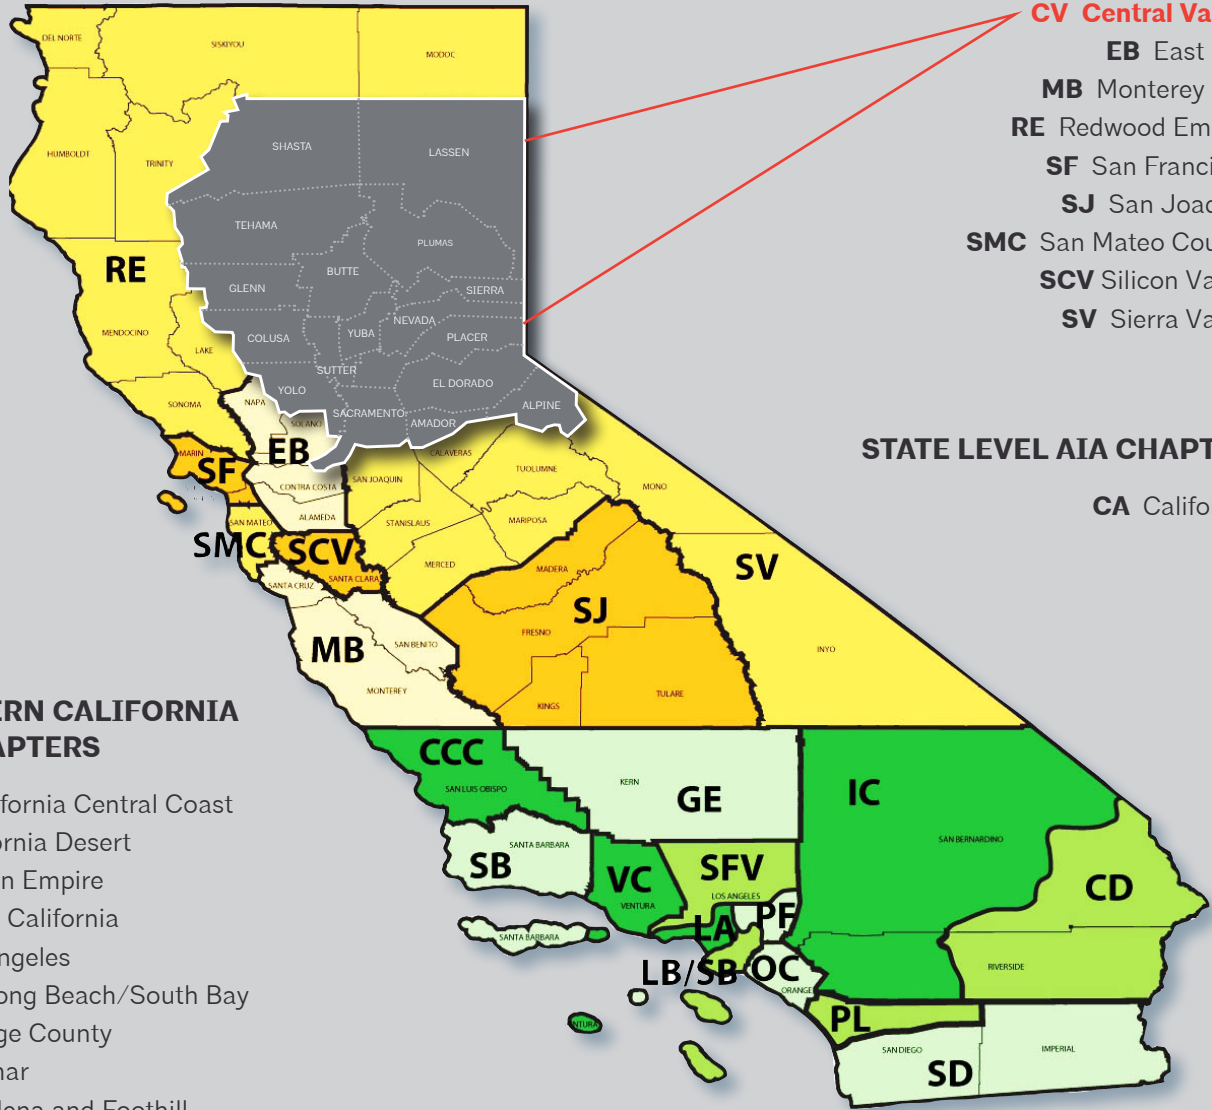 CV Central Va
EB East
MB Monterey
RE Redwood Em
SF San Franci
SJ San Joac
SMC San Mateo Cou
SCV Silicon Va
SV Sierra Va
STATE LEVEL AIA CHAPT
CA Califo
DEL NORTE
SISKIYOU
MODOC
HUMBOLDT
TRINITY
SHASTA
LASSEN
TEHAMA
PLUMAS
RE
BUTTE
GLENN
SIERRA
NEVADA
MENDOCINO
LAKE
COLUSA
YUBA
PLACER
SUTTER
YOLO
EL DORADO
SONOMA
NAPA
SACRAMENTO
ALPINE
SOLANO
AMADOR
EB
MARIN
SF
CALAVERAS
SAN JOAQUIN
TUOLUMNE
CONTRA COSTA
MONO
SAN MATEO
ALAMEDA
STANISLAUS
MARIPOSA
SMC
SCV
SANTA CLARA
MERCED
MADERA
SV
SANTA CRUZ
SJ
MB
SAN BENITO
FRESNO
INYO
MONTEREY
KINGS
TULARE
ERN CALIFORNIA
APTERS
ifornia Central Coast
ornia Desert
n Empire
California
ngeles
ong Beach/South Bay
ge County
nar
dena and Foothill
CCC
SAN LUIS OBISPO
KERN
GE
IC
SAN BERNARDINO
SB
SANTA BARBARA
VC
VENTURA
SFV
LOS ANGELES
CD
LA
PF
SANTA BARBARA
LB/SB
OC
ORANGE
RIVERSIDE
NTURA
PL
SAN DIEGO
IMPERIAL
SD